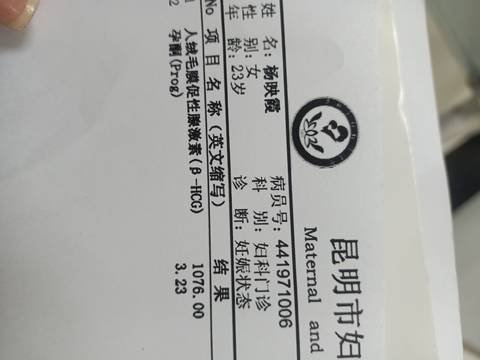 昆明市妇
Maternal and
姓 名: 杨映霞 病员号: 441971006
性 别: 女 科 别: 妇科门诊
年 龄: 23岁 诊 断: 妊娠状态
No 项 目 名 称 (英文缩写) 结 果
1 人绒毛膜促性腺激素(β-HCG) 1076.00
2 孕酮(Prog) 3.23